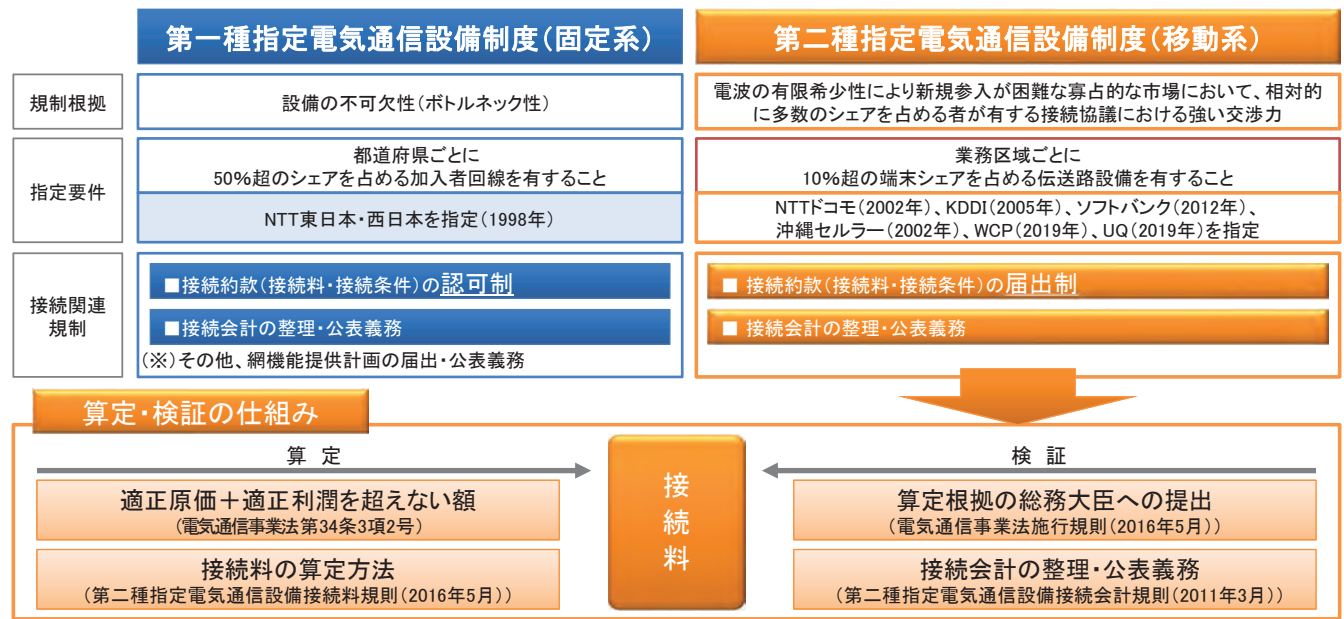 第一種指定電気通信設備制度(固定系)
第二種指定電気通信設備制度(移動系)
規制根拠
設備の不可欠性(ボトルネック性)
電波の有限希少性により新規参入が困難な寡占的な市場において、相対的
に多数のシェアを占める者が有する接続協議における強い交渉力
指定要件
都道府県ごとに
50%超のシェアを占める加入者回線を有すること
NTT東日本・西日本を指定(1998年)
業務区域ごとに
10%超の端末シェアを占める伝送路設備を有すること
NTTドコモ(2002年)、KDDI(2005年)、ソフトバンク(2012年)、
沖縄セルラー(2002年)、WCP(2019年)、UQ(2019年)を指定
接続関連
規制
■接続約款(接続料・接続条件)の認可制
■接続会計の整理・公表義務
(※)その他、網機能提供計画の届出・公表義務
■ 接続約款(接続料・接続条件)の届出制
■ 接続会計の整理・公表義務
算定・検証の仕組み
算 定
適正原価+適正利潤を超えない額
(電気通信事業法第34条3項2号)
接続料の算定方法
(第二種指定電気通信設備接続料規則(2016年5月))
接続料
検 証
算定根拠の総務大臣への提出
(電気通信事業法施行規則(2016年5月))
接続会計の整理・公表義務
(第二種指定電気通信設備接続会計規則(2011年3月))